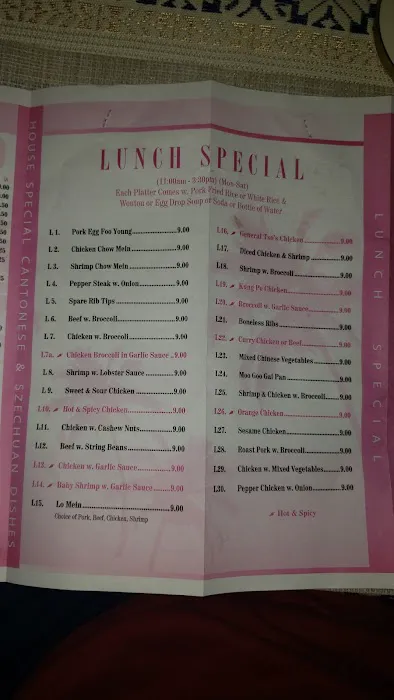 LUNCH SPECIAL
(11:00am - 3:30pm) (Mon-Sat)
Each Platter Comes w. Pork Fried Rice or White Rice &
Wonton or Egg Drop Soup or Soda or Bottle of Water
L 1. Pork Egg Foo Young 9.00
L 2. Chicken Chow Mein 9.00
L 3. Shrimp Chow Mein 9.00
L 4. Pepper Steak w. Onion 9.00
L 5. Spare Rib Tips 9.00
L 6. Beef w. Broccoli 9.00
L 7. Chicken w. Broccoli 9.00
L7a. Chicken Broccoli in Garlic Sauce 9.00
L 8. Shrimp w. Lobster Sauce 9.00
L 9. Sweet & Sour Chicken 9.00
L10. Hot & Spicy Chicken 9.00
L11. Chicken w. Cashew Nuts 9.00
L12. Beef w. String Beans 9.00
L13. Chicken w. Garlic Sauce 9.00
L14. Baby Shrimp w. Garlic Sauce 9.00
L15. Lo Mein 9.00
Choice of Pork, Beef, Chicken, Shrimp
L16. General Tso's Chicken 9.00
L17. Diced Chicken & Shrimp 9.00
L18. Shrimp w. Broccoli 9.00
L19. Kung Po Chicken 9.00
L20. Broccoli w. Garlic Sauce 9.00
L21. Boneless Ribs 9.00
L22. Curry Chicken or Beef 9.00
L23. Mixed Chinese Vegetables 9.00
L24. Moo Goo Gai Pan 9.00
L25. Shrimp & Chicken w. Broccoli 9.00
L26. Orange Chicken 9.00
L27. Sesame Chicken 9.00
L28. Roast Pork w. Broccoli 9.00
L29. Chicken w. Mixed Vegetables 9.00
L30. Pepper Chicken w. Onion 9.00
Hot & Spicy
HOUSE SPECIAL CANTONESE & SZECHUAN DISHES
LUNCH SPECIAL